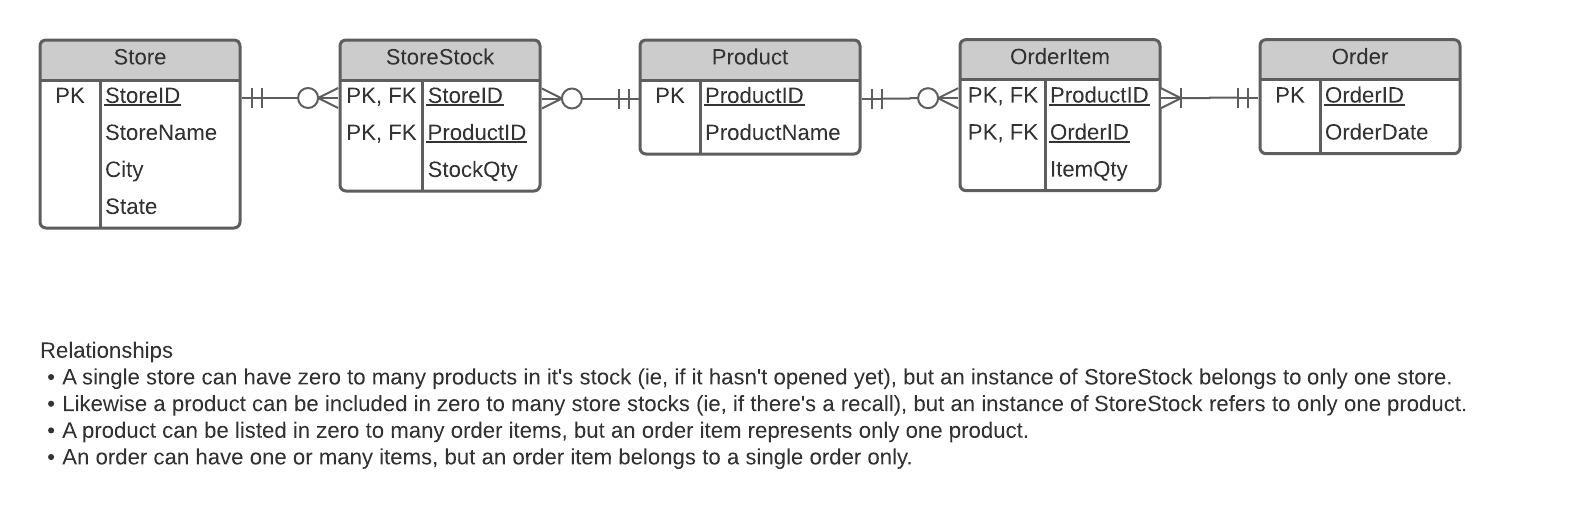 Store
PK StoreID
StoreName
City
State
StoreStock
PK, FK StoreID
PK, FK ProductID
StockQty
Product
PK ProductID
ProductName
OrderItem
PK, FK ProductID
PK, FK OrderID
ItemQty
Order
PK OrderID
OrderDate
Relationships
• A single store can have zero to many products in it's stock (ie, if it hasn't opened yet), but an instance of StoreStock belongs to only one store.
• Likewise a product can be included in zero to many store stocks (ie, if there's a recall), but an instance of StoreStock refers to only one product.
• A product can be listed in zero to many order items, but an order item represents only one product.
• An order can have one or many items, but an order item belongs to a single order only.